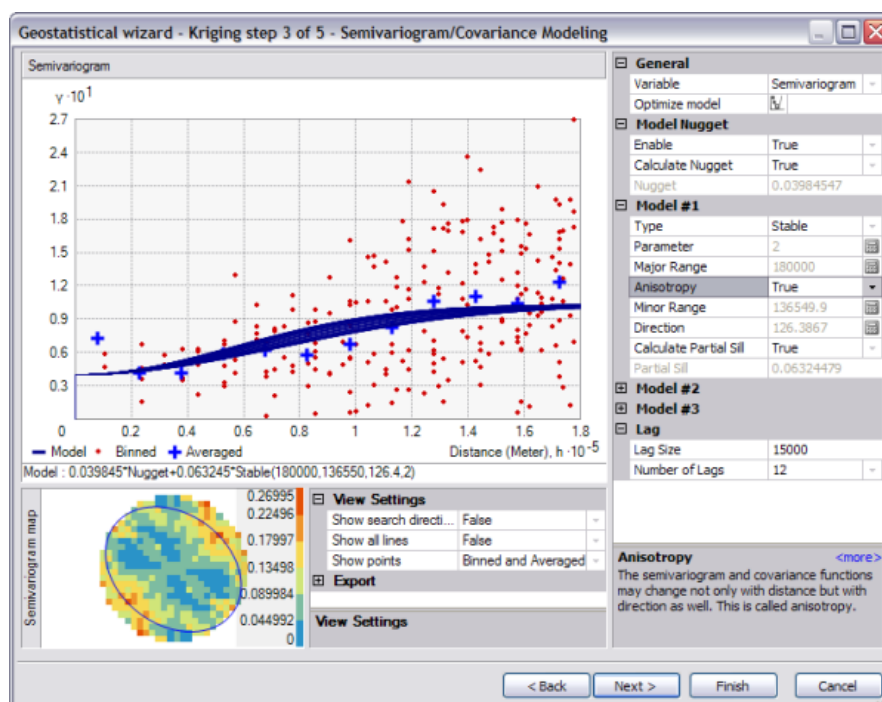 Geostatistical wizard - Kriging step 3 of 5 - Semivariogram/Covariance Modeling
Semivariogram
γ ·10¹
2.7
2.4
2.1
1.8
1.5
1.2
0.9
0.6
0.3
0 0.2 0.4 0.6 0.8 1 1.2 1.4 1.6 1.8
Model Binned Averaged Distance (Meter), h ·10⁻⁵
Model : 0.039845*Nugget+0.063245*Stable(180000,136550,126.4,2)
General
Variable Semivariogram
Optimize model
Model Nugget
Enable True
Calculate Nugget True
Nugget 0.03984547
Model #1
Type Stable
Parameter 2
Major Range 180000
Anisotropy True
Minor Range 136549.9
Direction 126.3867
Calculate Partial Sill True
Partial Sill 0.06324479
Model #2
Model #3
Lag
Lag Size 15000
Number of Lags 12
Semivariogram map
0.26995
0.22496
0.17997
0.13498
0.089984
0.044992
0
View Settings
Show search directi... False
Show all lines False
Show points Binned and Averaged
Export
View Settings
Anisotropy <more>
The semivariogram and covariance functions
may change not only with distance but with
direction as well. This is called anisotropy.
< Back Next > Finish Cancel